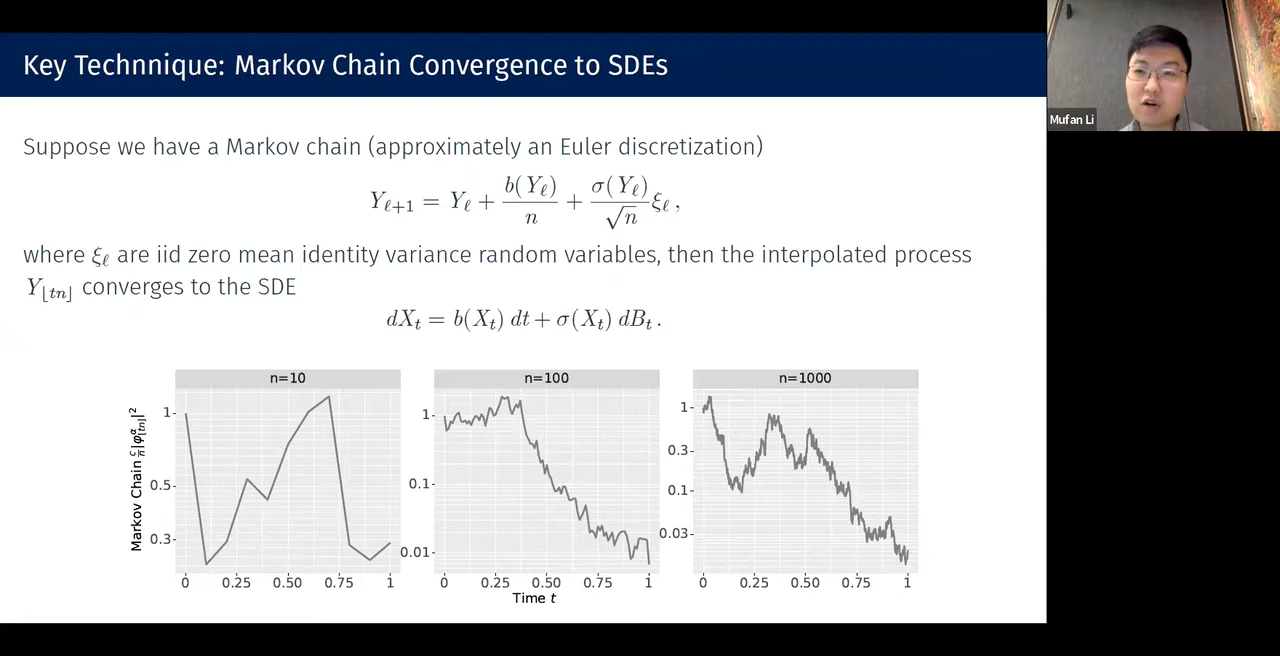 Key Technnique: Markov Chain Convergence to SDEs
Mufan Li
Suppose we have a Markov chain (approximately an Euler discretization)
Y_{ℓ+1} = Y_ℓ + b(Y_ℓ)/n + σ(Y_ℓ)/√n ξ_ℓ ,
where ξ_ℓ are iid zero mean identity variance random variables, then the interpolated process
Y_{⌊tn⌋} converges to the SDE
dX_t = b(X_t) dt + σ(X_t) dB_t .
n=10
n=100
n=1000
Markov Chain c/n |φ^α_{⌊tn⌋}|²
1
0.5
0.3
1
0.1
0.01
1
0.3
0.1
0.03
0 0.25 0.50 0.75 1
0 0.25 0.50 0.75 1
0 0.25 0.50 0.75 1
Time t